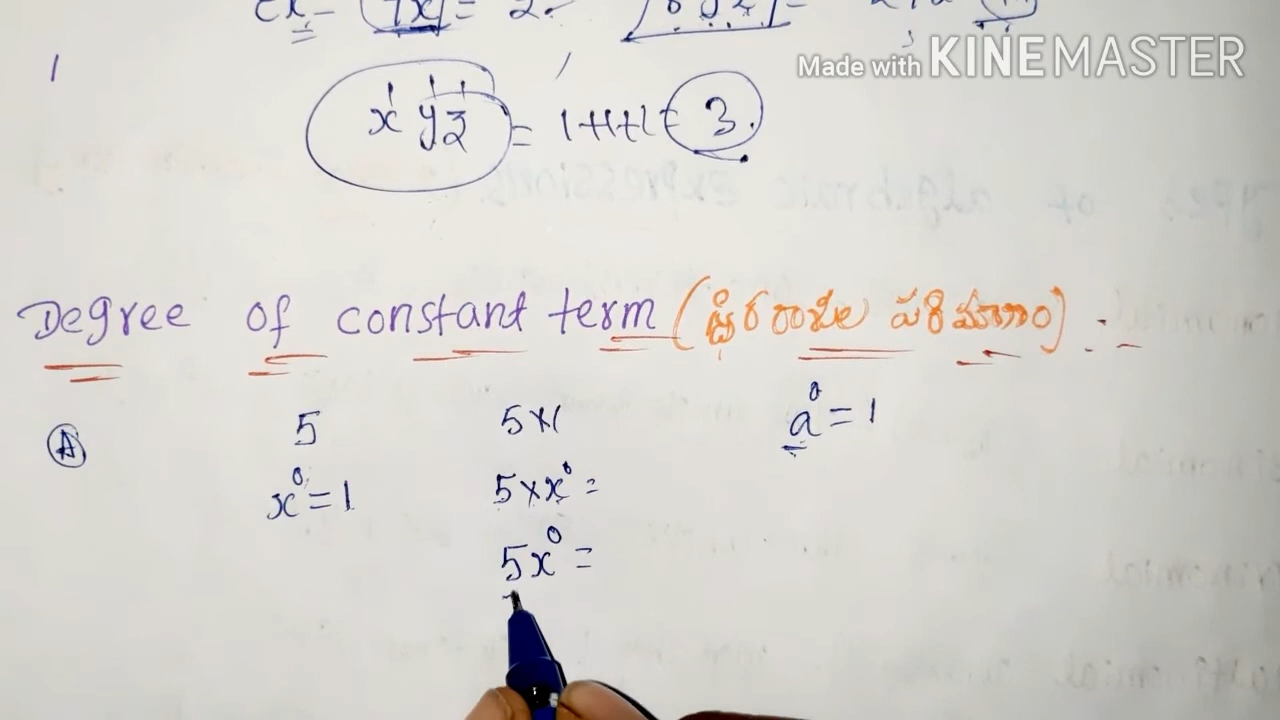 Made with KINEMASTER
x¹y¹z¹ = 1+1+1 = 3.
Degree of constant term (స్థిరరాశుల పరిమాణం) :-
A 5 5×1 a⁰ = 1
x⁰ = 1 5×x⁰ =
5x⁰ =